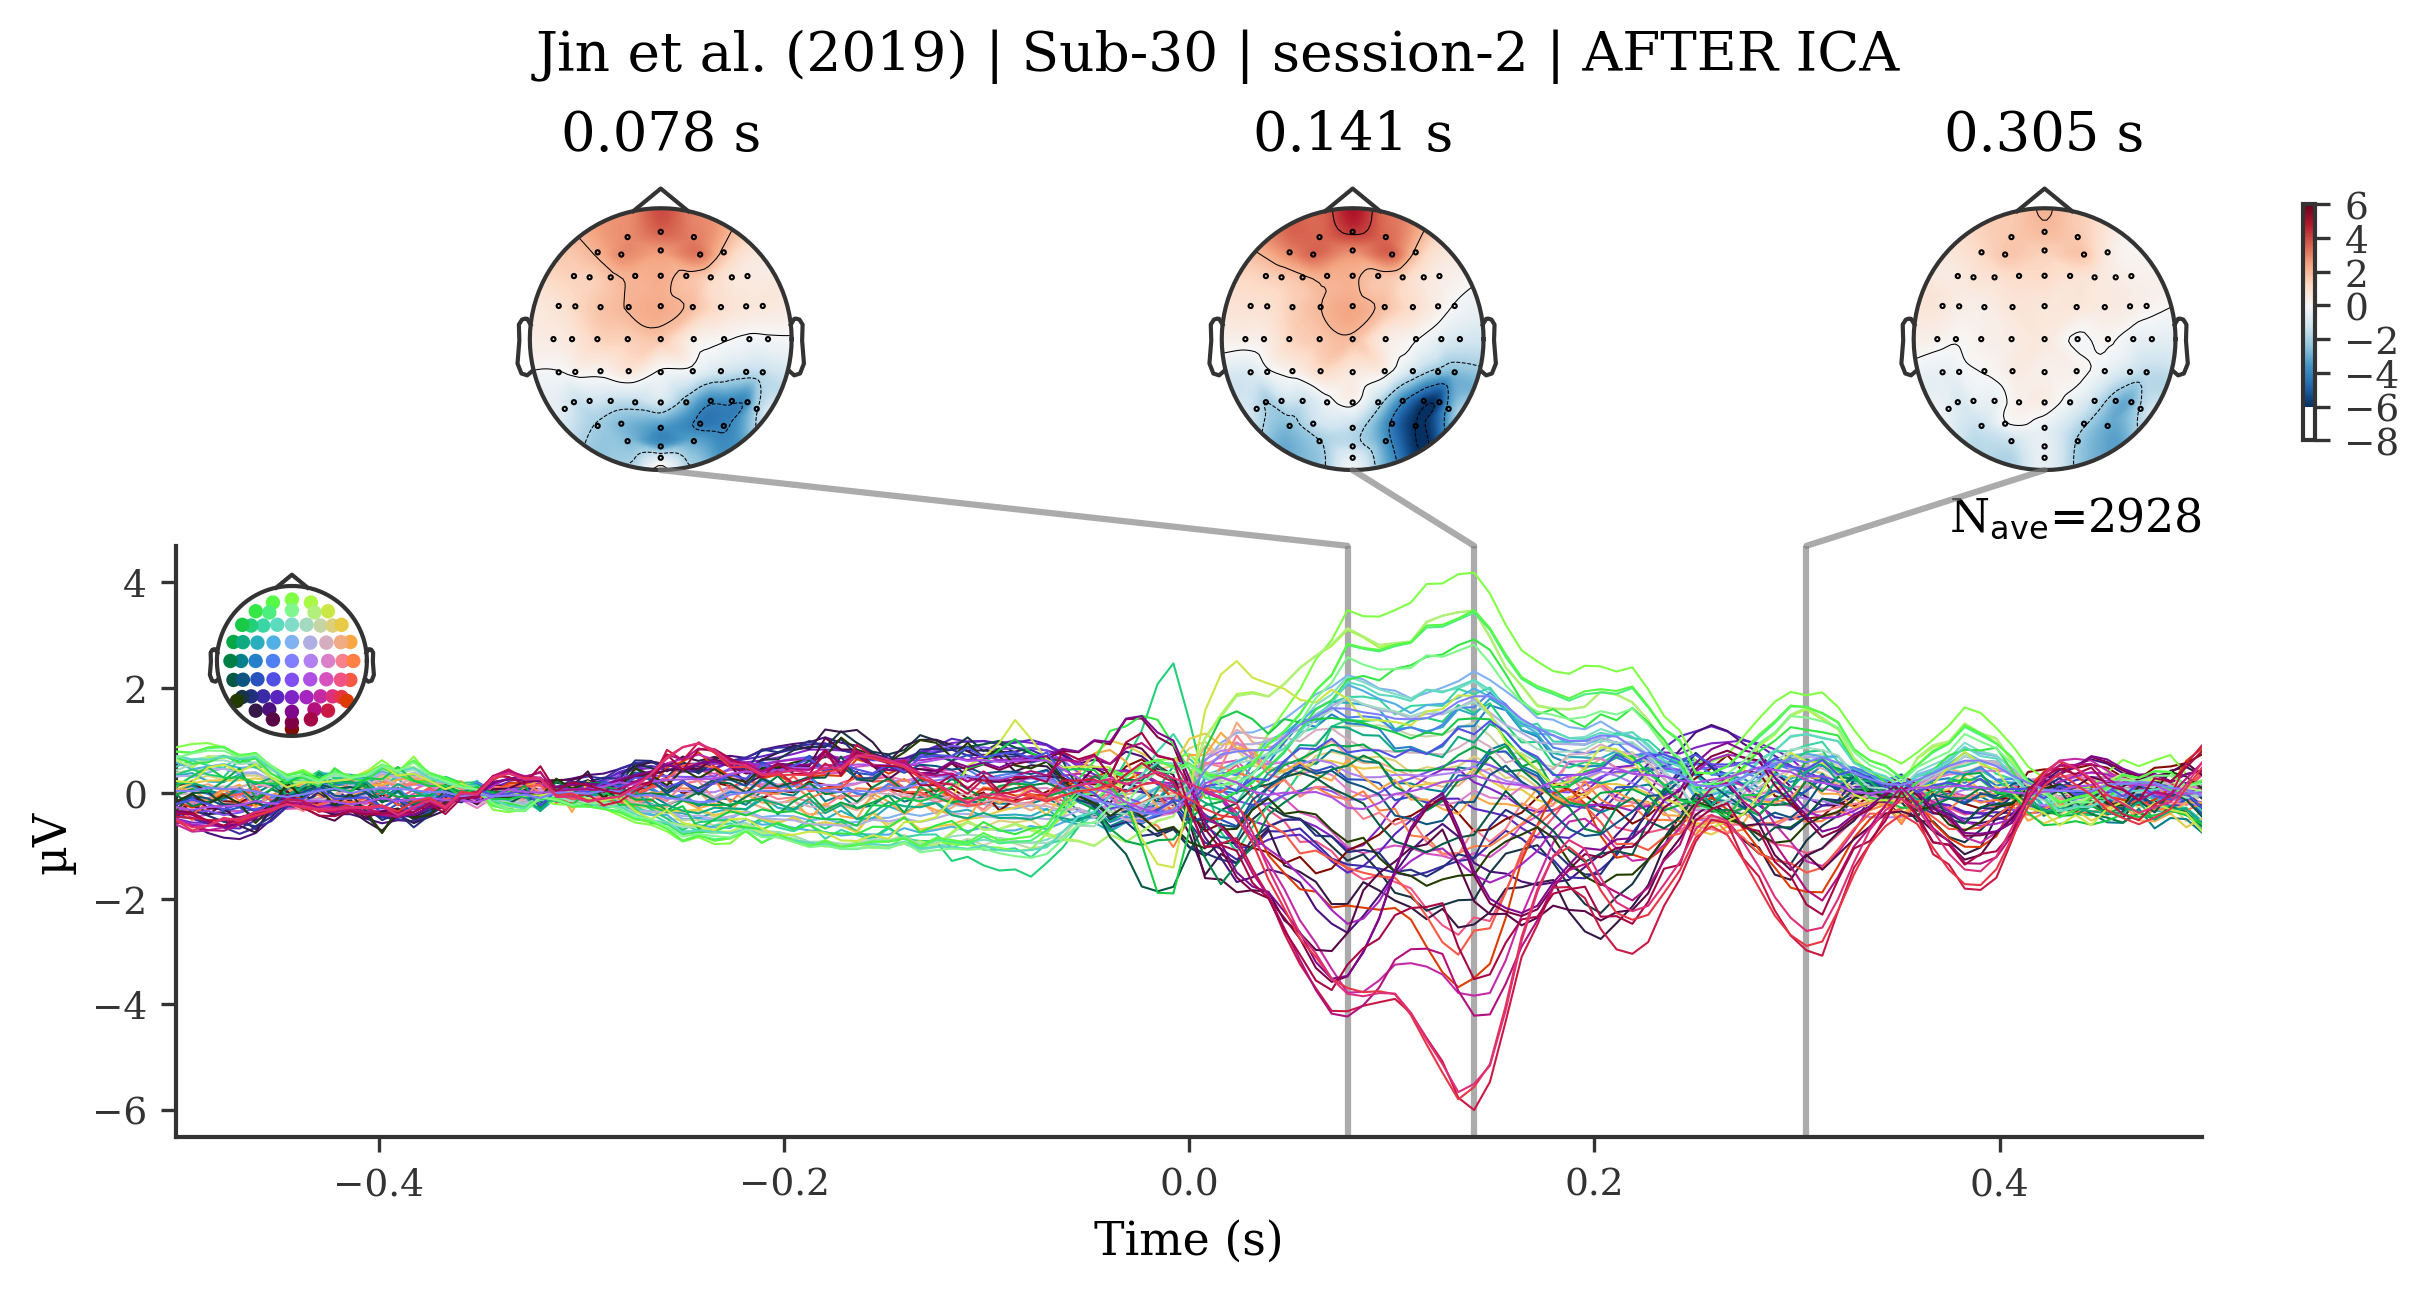 Jin et al. (2019) | Sub-30 | session-2 | AFTER ICA
0.078 s
0.141 s
0.305 s
6
4
2
0
−2
−4
−6
−8
Nave=2928
4
2
0
−2
−4
−6
µV
−0.4
−0.2
0.0
0.2
0.4
Time (s)